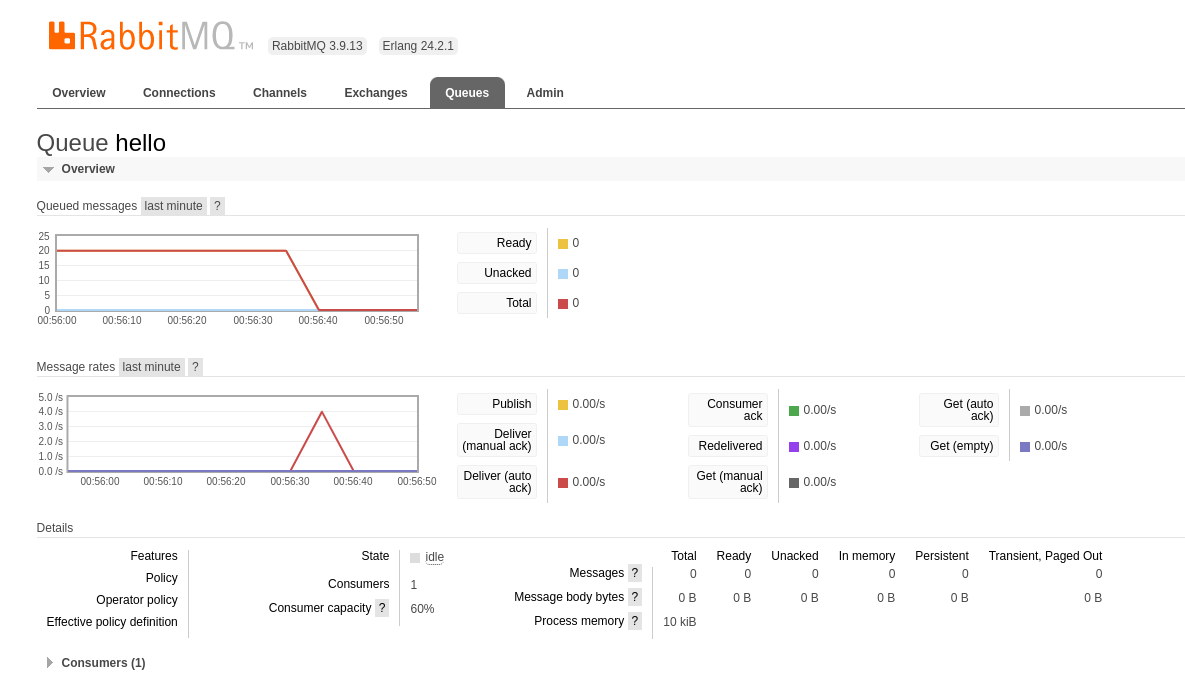 RabbitMQ TM RabbitMQ 3.9.13 Erlang 24.2.1
Overview Connections Channels Exchanges Queues Admin
Queue hello
Overview
Queued messages last minute ?
25
20
15
10
5
0
00:56:00 00:56:10 00:56:20 00:56:30 00:56:40 00:56:50
Ready 0
Unacked 0
Total 0
Message rates last minute ?
5.0 /s
4.0 /s
3.0 /s
2.0 /s
1.0 /s
0.0 /s
00:56:00 00:56:10 00:56:20 00:56:30 00:56:40 00:56:50
Publish 0.00/s
Deliver
(manual ack) 0.00/s
Deliver (auto
ack) 0.00/s
Consumer
ack 0.00/s
Redelivered 0.00/s
Get (manual
ack) 0.00/s
Get (auto
ack) 0.00/s
Get (empty) 0.00/s
Details
Features
Policy
Operator policy
Effective policy definition
State idle
Consumers 1
Consumer capacity ? 60%
Total Ready Unacked In memory Persistent Transient, Paged Out
Messages ? 0 0 0 0 0 0
Message body bytes ? 0 B 0 B 0 B 0 B 0 B 0 B
Process memory ? 10 kiB
Consumers (1)